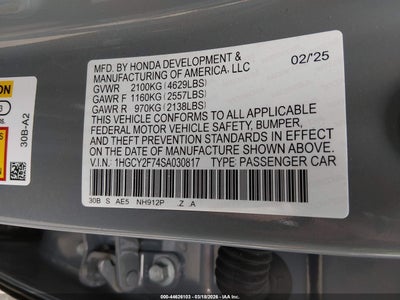 MFD. BY HONDA DEVELOPMENT &
MANUFACTURING OF AMERICA, LLC
02/'25
GVWR 2100KG (4629LBS)
GAWR F 1160KG (2557LBS)
GAWR R 970KG (2138LBS)
THIS VEHICLE CONFORMS TO ALL APPLICABLE
FEDERAL MOTOR VEHICLE SAFETY, BUMPER,
AND THEFT PREVENTION STANDARDS IN EFFECT
ON THE DATE OF MANUFACTURE SHOWN ABOVE.
V.I.N. 1HGCY2F74SA030817 TYPE PASSENGER CAR
30B S AE5 NH912P .Z .A
30B-A2
000-44626103 - 03/18/2026 - IAAI